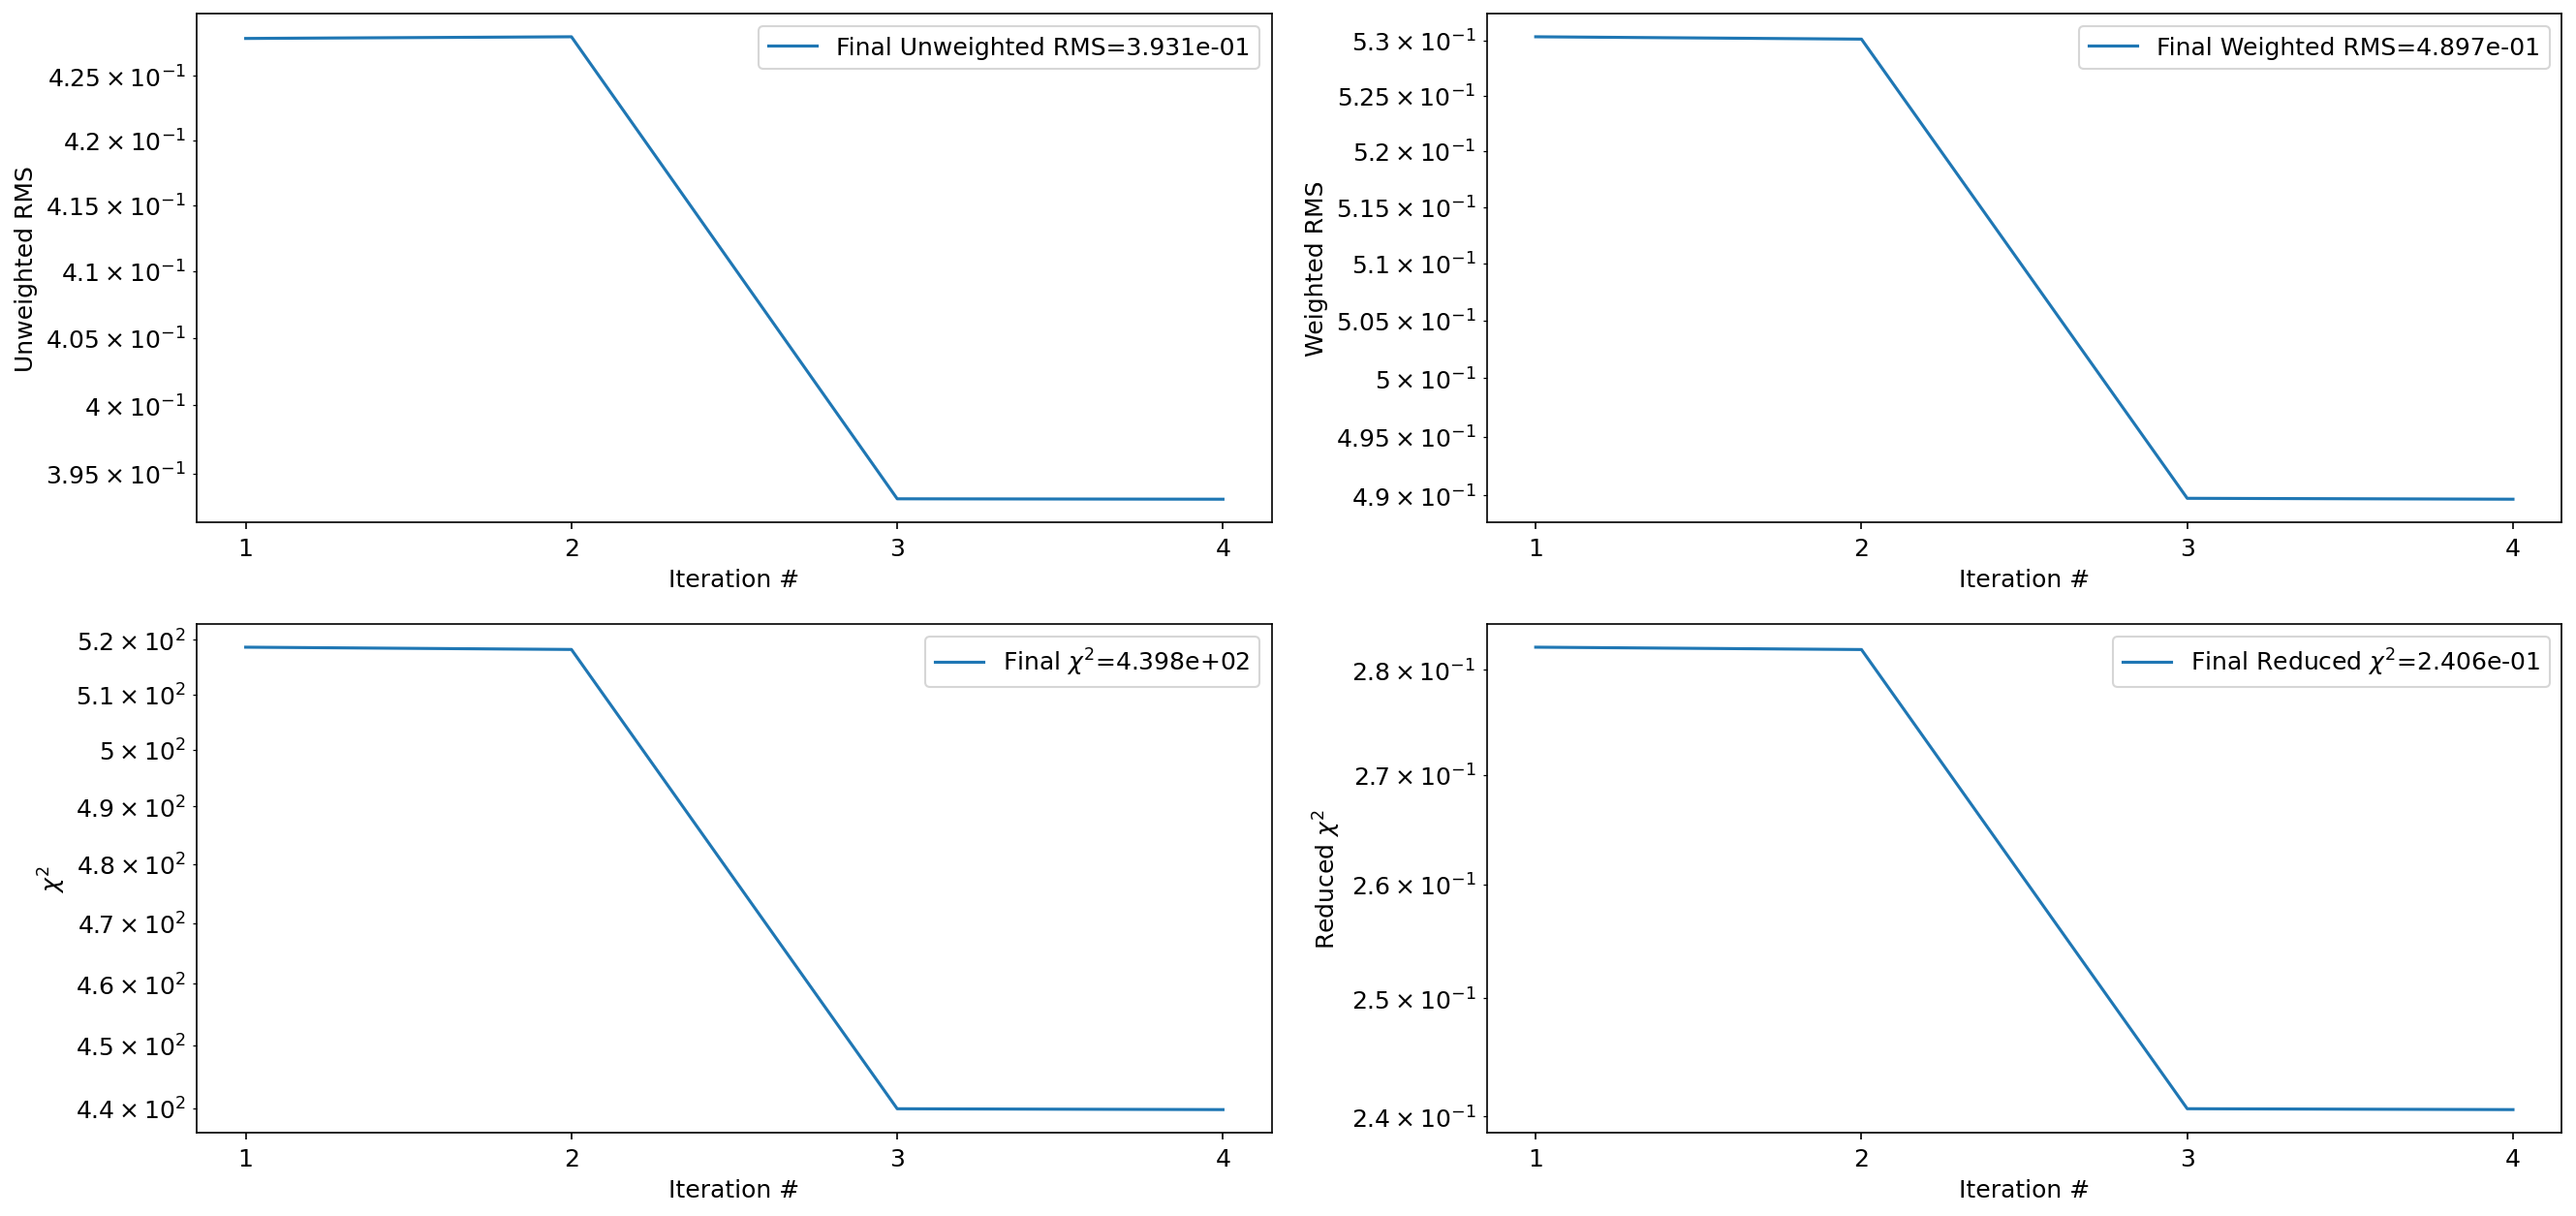 Final Unweighted RMS=3.931e-01
4.25 × 10⁻¹
4.2 × 10⁻¹
4.15 × 10⁻¹
4.1 × 10⁻¹
4.05 × 10⁻¹
4 × 10⁻¹
3.95 × 10⁻¹
Unweighted RMS
1 2 3 4
Iteration #
Final Weighted RMS=4.897e-01
5.3 × 10⁻¹
5.25 × 10⁻¹
5.2 × 10⁻¹
5.15 × 10⁻¹
5.1 × 10⁻¹
5.05 × 10⁻¹
5 × 10⁻¹
4.95 × 10⁻¹
4.9 × 10⁻¹
Weighted RMS
1 2 3 4
Iteration #
Final χ²=4.398e+02
5.2 × 10²
5.1 × 10²
5 × 10²
4.9 × 10²
4.8 × 10²
4.7 × 10²
4.6 × 10²
4.5 × 10²
4.4 × 10²
χ²
1 2 3 4
Iteration #
Final Reduced χ²=2.406e-01
2.8 × 10⁻¹
2.7 × 10⁻¹
2.6 × 10⁻¹
2.5 × 10⁻¹
2.4 × 10⁻¹
Reduced χ²
1 2 3 4
Iteration #